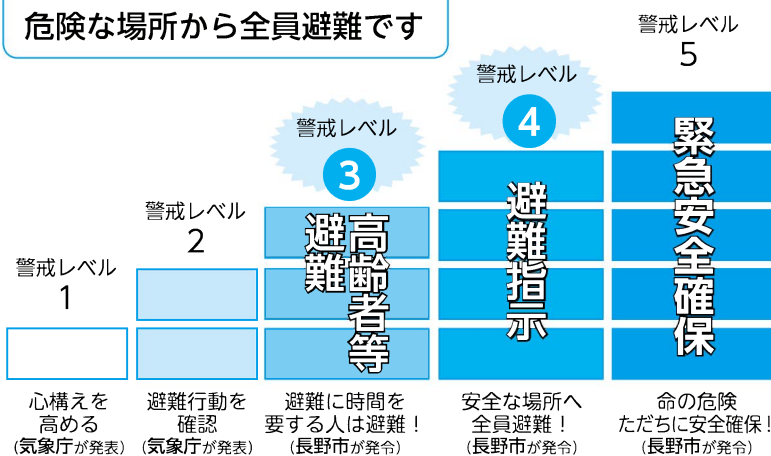 危険な場所から全員避難です
警戒レベル
1
心構えを
高める
(気象庁が発表)
警戒レベル
2
避難行動を
確認
(気象庁が発表)
警戒レベル
3
高齢者等
避難
避難に時間を
要する人は避難！
(長野市が発令)
警戒レベル
4
避難指示
安全な場所へ
全員避難！
(長野市が発令)
警戒レベル
5
緊急安全確保
命の危険
ただちに安全確保！
(長野市が発令)